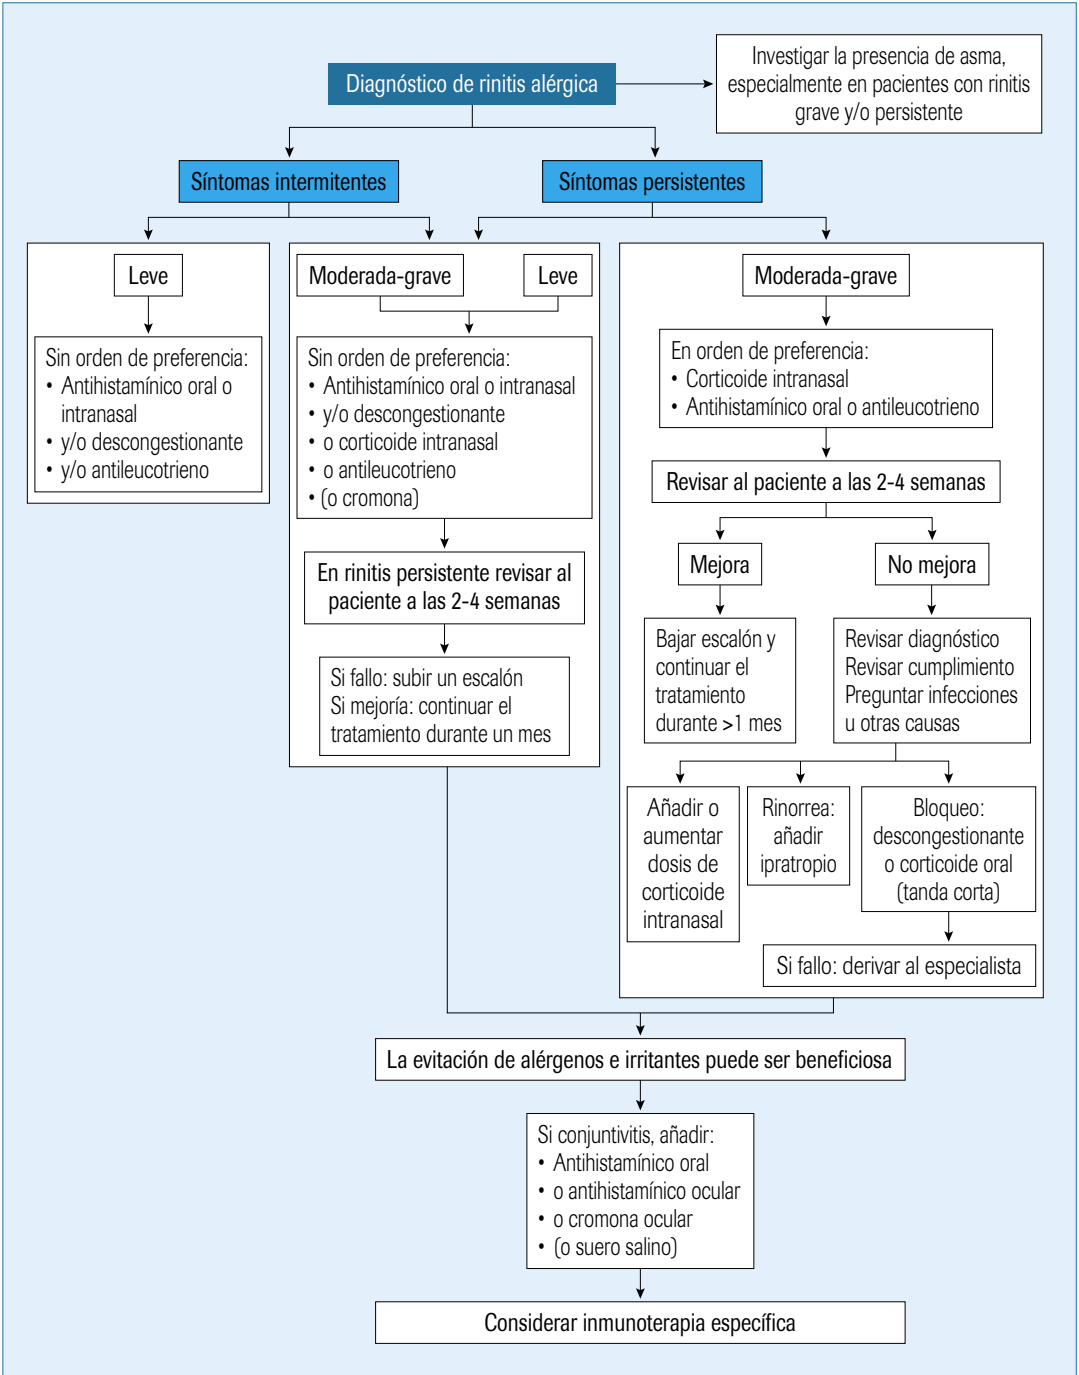 Diagnóstico de rinitis alérgica
Investigar la presencia de asma,
especialmente en pacientes con rinitis
grave y/o persistente
Síntomas intermitentes
Síntomas persistentes
Leve
Sin orden de preferencia:
• Antihistamínico oral o
intranasal
• y/o descongestionante
• y/o antileucotrieno
Moderada-grave
Leve
Sin orden de preferencia:
• Antihistamínico oral o intranasal
• y/o descongestionante
• o corticoide intranasal
• o antileucotrieno
• (o cromona)
En rinitis persistente revisar al
paciente a las 2-4 semanas
Si fallo: subir un escalón
Si mejoría: continuar el
tratamiento durante un mes
Moderada-grave
En orden de preferencia:
• Corticoide intranasal
• Antihistamínico oral o antileucotrieno
Revisar al paciente a las 2-4 semanas
Mejora
No mejora
Bajar escalón y
continuar el
tratamiento
durante >1 mes
Revisar diagnóstico
Revisar cumplimiento
Preguntar infecciones
u otras causas
Añadir o
aumentar
dosis de
corticoide
intranasal
Rinorrea:
añadir
ipratropio
Bloqueo:
descongestionante
o corticoide oral
(tanda corta)
Si fallo: derivar al especialista
La evitación de alérgenos e irritantes puede ser beneficiosa
Si conjuntivitis, añadir:
• Antihistamínico oral
• o antihistamínico ocular
• o cromona ocular
• (o suero salino)
Considerar inmunoterapia específica